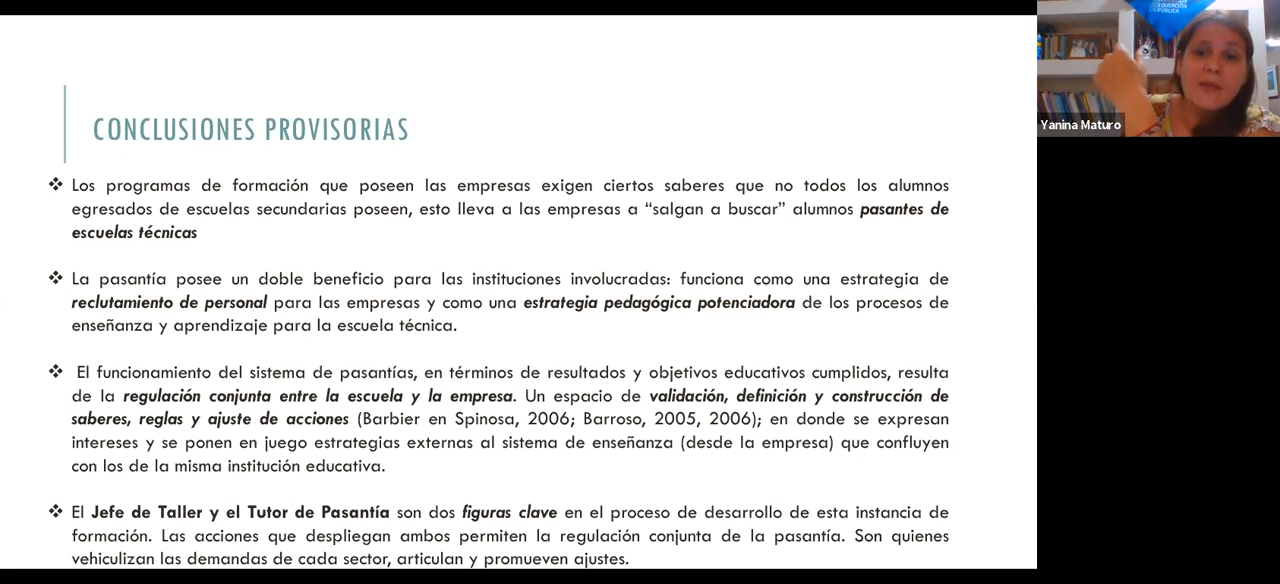 EDUCACIÓN
PÚBLICA
Yanina Maturo
CONCLUSIONES PROVISORIAS
❖ Los programas de formación que poseen las empresas exigen ciertos saberes que no todos los alumnos
egresados de escuelas secundarias poseen, esto lleva a las empresas a “salgan a buscar” alumnos pasantes de
escuelas técnicas
❖ La pasantía posee un doble beneficio para las instituciones involucradas: funciona como una estrategia de
reclutamiento de personal para las empresas y como una estrategia pedagógica potenciadora de los procesos de
enseñanza y aprendizaje para la escuela técnica.
❖ El funcionamiento del sistema de pasantías, en términos de resultados y objetivos educativos cumplidos, resulta
de la regulación conjunta entre la escuela y la empresa. Un espacio de validación, definición y construcción de
saberes, reglas y ajuste de acciones (Barbier en Spinosa, 2006; Barroso, 2005, 2006); en donde se expresan
intereses y se ponen en juego estrategias externas al sistema de enseñanza (desde la empresa) que confluyen
con los de la misma institución educativa.
❖ El Jefe de Taller y el Tutor de Pasantía son dos figuras clave en el proceso de desarrollo de esta instancia de
formación. Las acciones que despliegan ambos permiten la regulación conjunta de la pasantía. Son quienes
vehiculizan las demandas de cada sector, articulan y promueven ajustes.